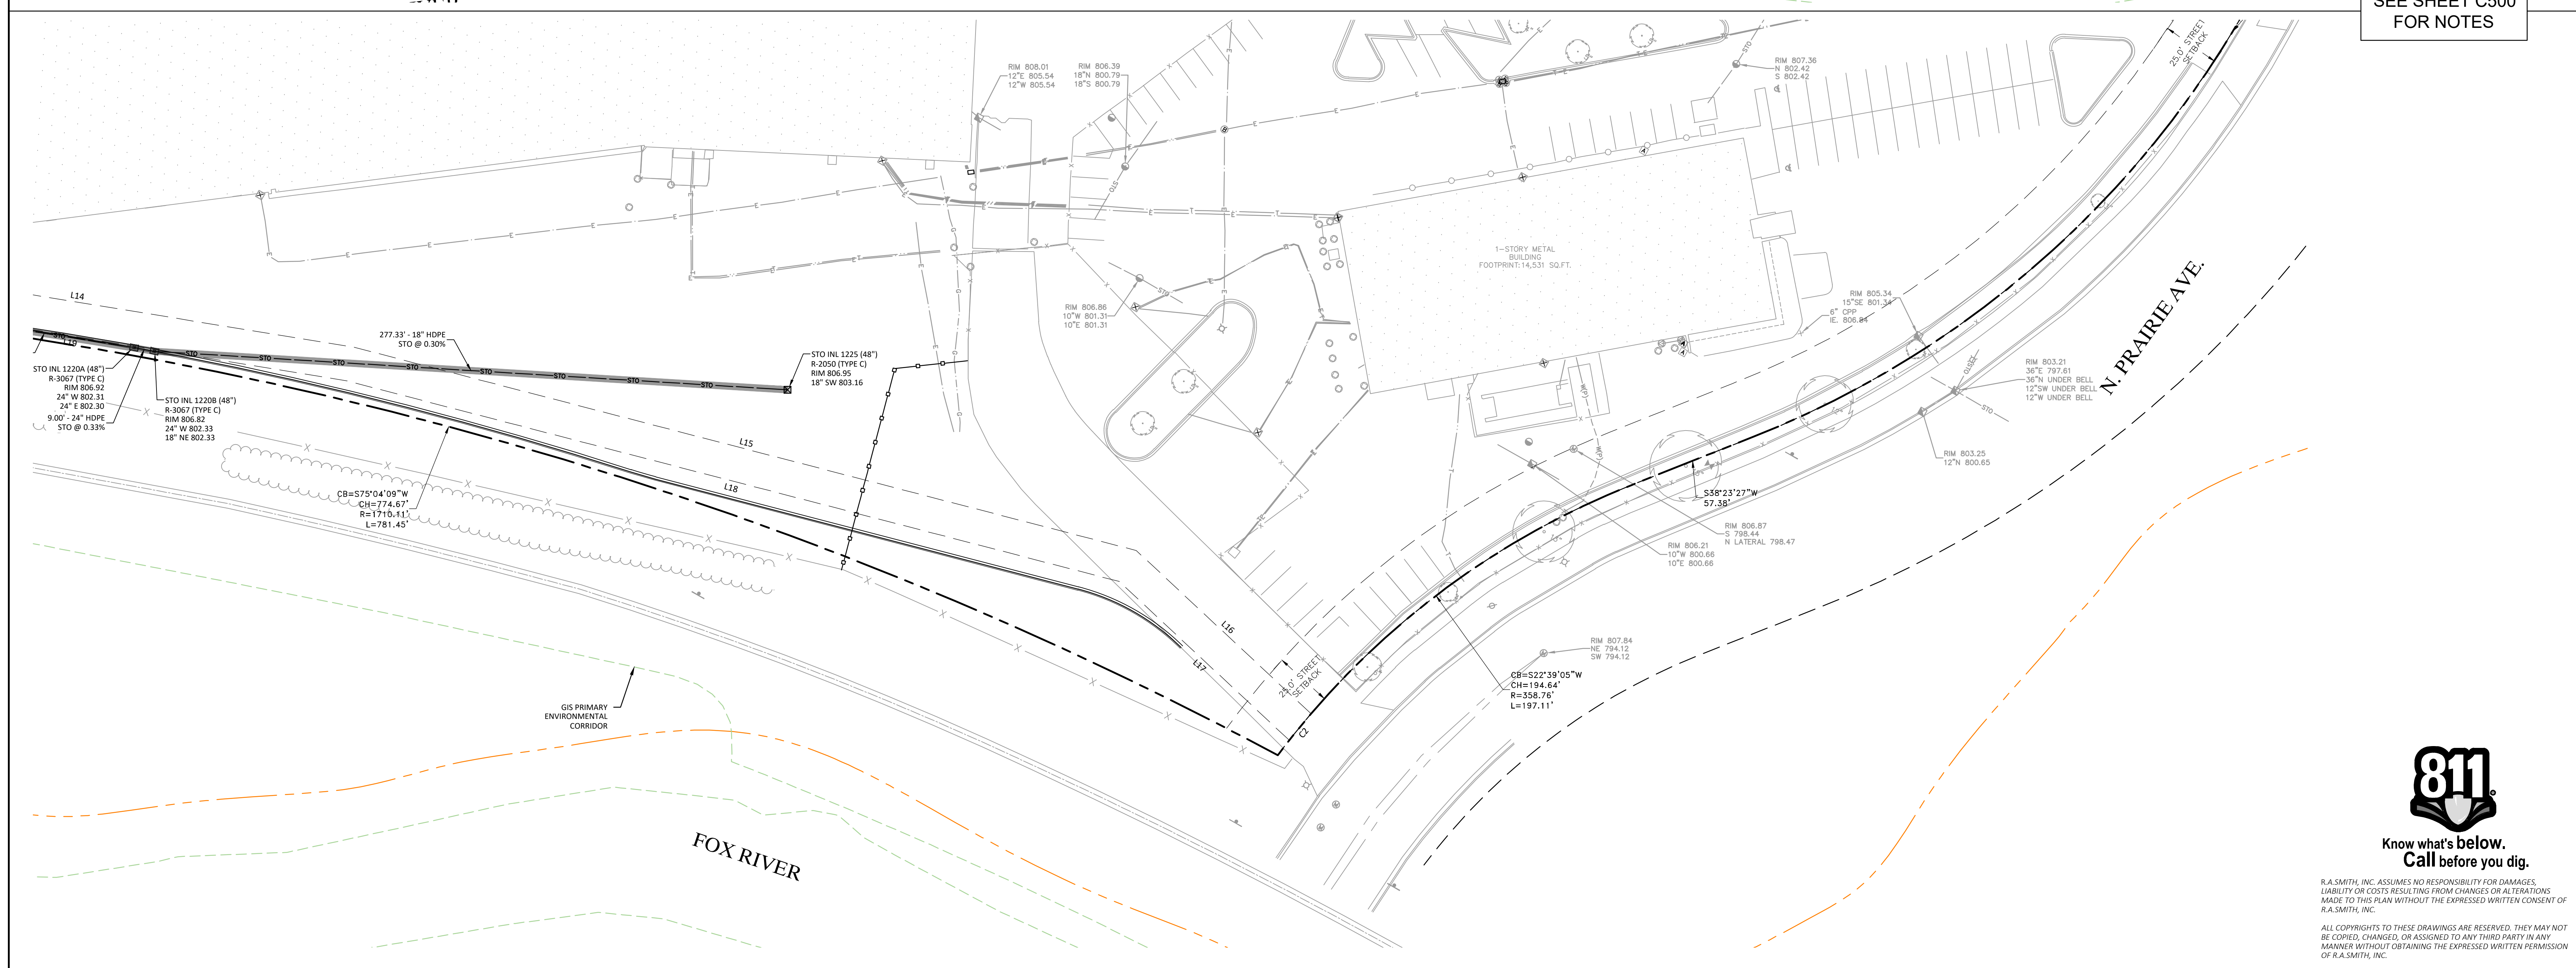 SEE SHEET C500
FOR NOTES
25.0' STREET
SETBACK
RIM 808.01
12"E 805.54
12"W 805.54
RIM 806.39
18"N 800.79
18"S 800.79
RIM 807.36
N 802.42
S 802.42
STO
STO
1-STORY METAL
BUILDING
FOOTPRINT:14,531 SQ.FT.
RIM 806.86
10"W 801.31
10"E 801.31
STO
RIM 805.34
15"SE 801.34
6" CPP
IE. 806.84
N. PRAIRIE AVE.
RIM 803.21
36"E 797.61
36"N UNDER BELL
12"SW UNDER BELL
12"W UNDER BELL
STO
RIM 803.25
12"N 800.65
L14
277.33' - 18" HDPE
STO @ 0.30%
STO STO STO STO STO STO STO STO STO
L19
STO INL 1225 (48")
R-2050 (TYPE C)
RIM 806.95
18" SW 803.16
STO INL 1220A (48")
R-3067 (TYPE C)
RIM 806.92
24" W 802.31
24" E 802.30
9.00' - 24" HDPE
STO @ 0.33%
STO INL 1220B (48")
R-3067 (TYPE C)
RIM 806.82
24" W 802.33
18" NE 802.33
L15
L18
CB=S75°04'09"W
CH=774.67'
R=1710.11'
L=781.45'
W(P)
W(P)
S38°23'27"W
57.38'
RIM 806.87
S 798.44
N LATERAL 798.47
RIM 806.21
10"W 800.66
10"E 800.66
L16
L17
25.0' STREET
SETBACK
C2
RIM 807.84
NE 794.12
SW 794.12
CB=S22°39'05"W
CH=194.64'
R=358.76'
L=197.11'
GIS PRIMARY
ENVIRONMENTAL
CORRIDOR
FOX RIVER
811
Know what's below.
Call before you dig.
R.A.SMITH, INC. ASSUMES NO RESPONSIBILITY FOR DAMAGES,
LIABILITY OR COSTS RESULTING FROM CHANGES OR ALTERATIONS
MADE TO THIS PLAN WITHOUT THE EXPRESSED WRITTEN CONSENT OF
R.A.SMITH, INC.
ALL COPYRIGHTS TO THESE DRAWINGS ARE RESERVED. THEY MAY NOT
BE COPIED, CHANGED, OR ASSIGNED TO ANY THIRD PARTY IN ANY
MANNER WITHOUT OBTAINING THE EXPRESSED WRITTEN PERMISSION
OF R.A.SMITH, INC.